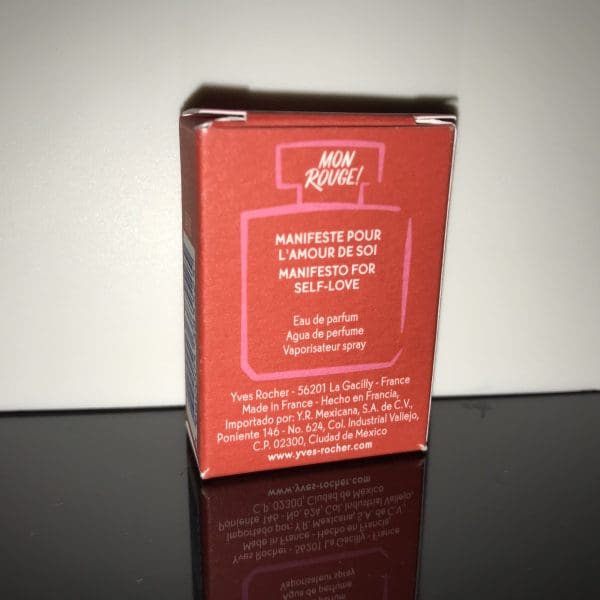 MON
ROUGE!
MANIFESTE POUR
L'AMOUR DE SOI
MANIFESTO FOR
SELF-LOVE
Eau de parfum
Agua de perfume
Vaporisateur spray
Yves Rocher - 56201 La Gacilly - France
Made in France - Hecho en Francia,
Importado por: Y.R. Mexicana, S.A. de C.V.,
Poniente 146 - No. 624, Col. Industrial Vallejo,
C.P. 02300, Ciudad de México
www.yves-rocher.com